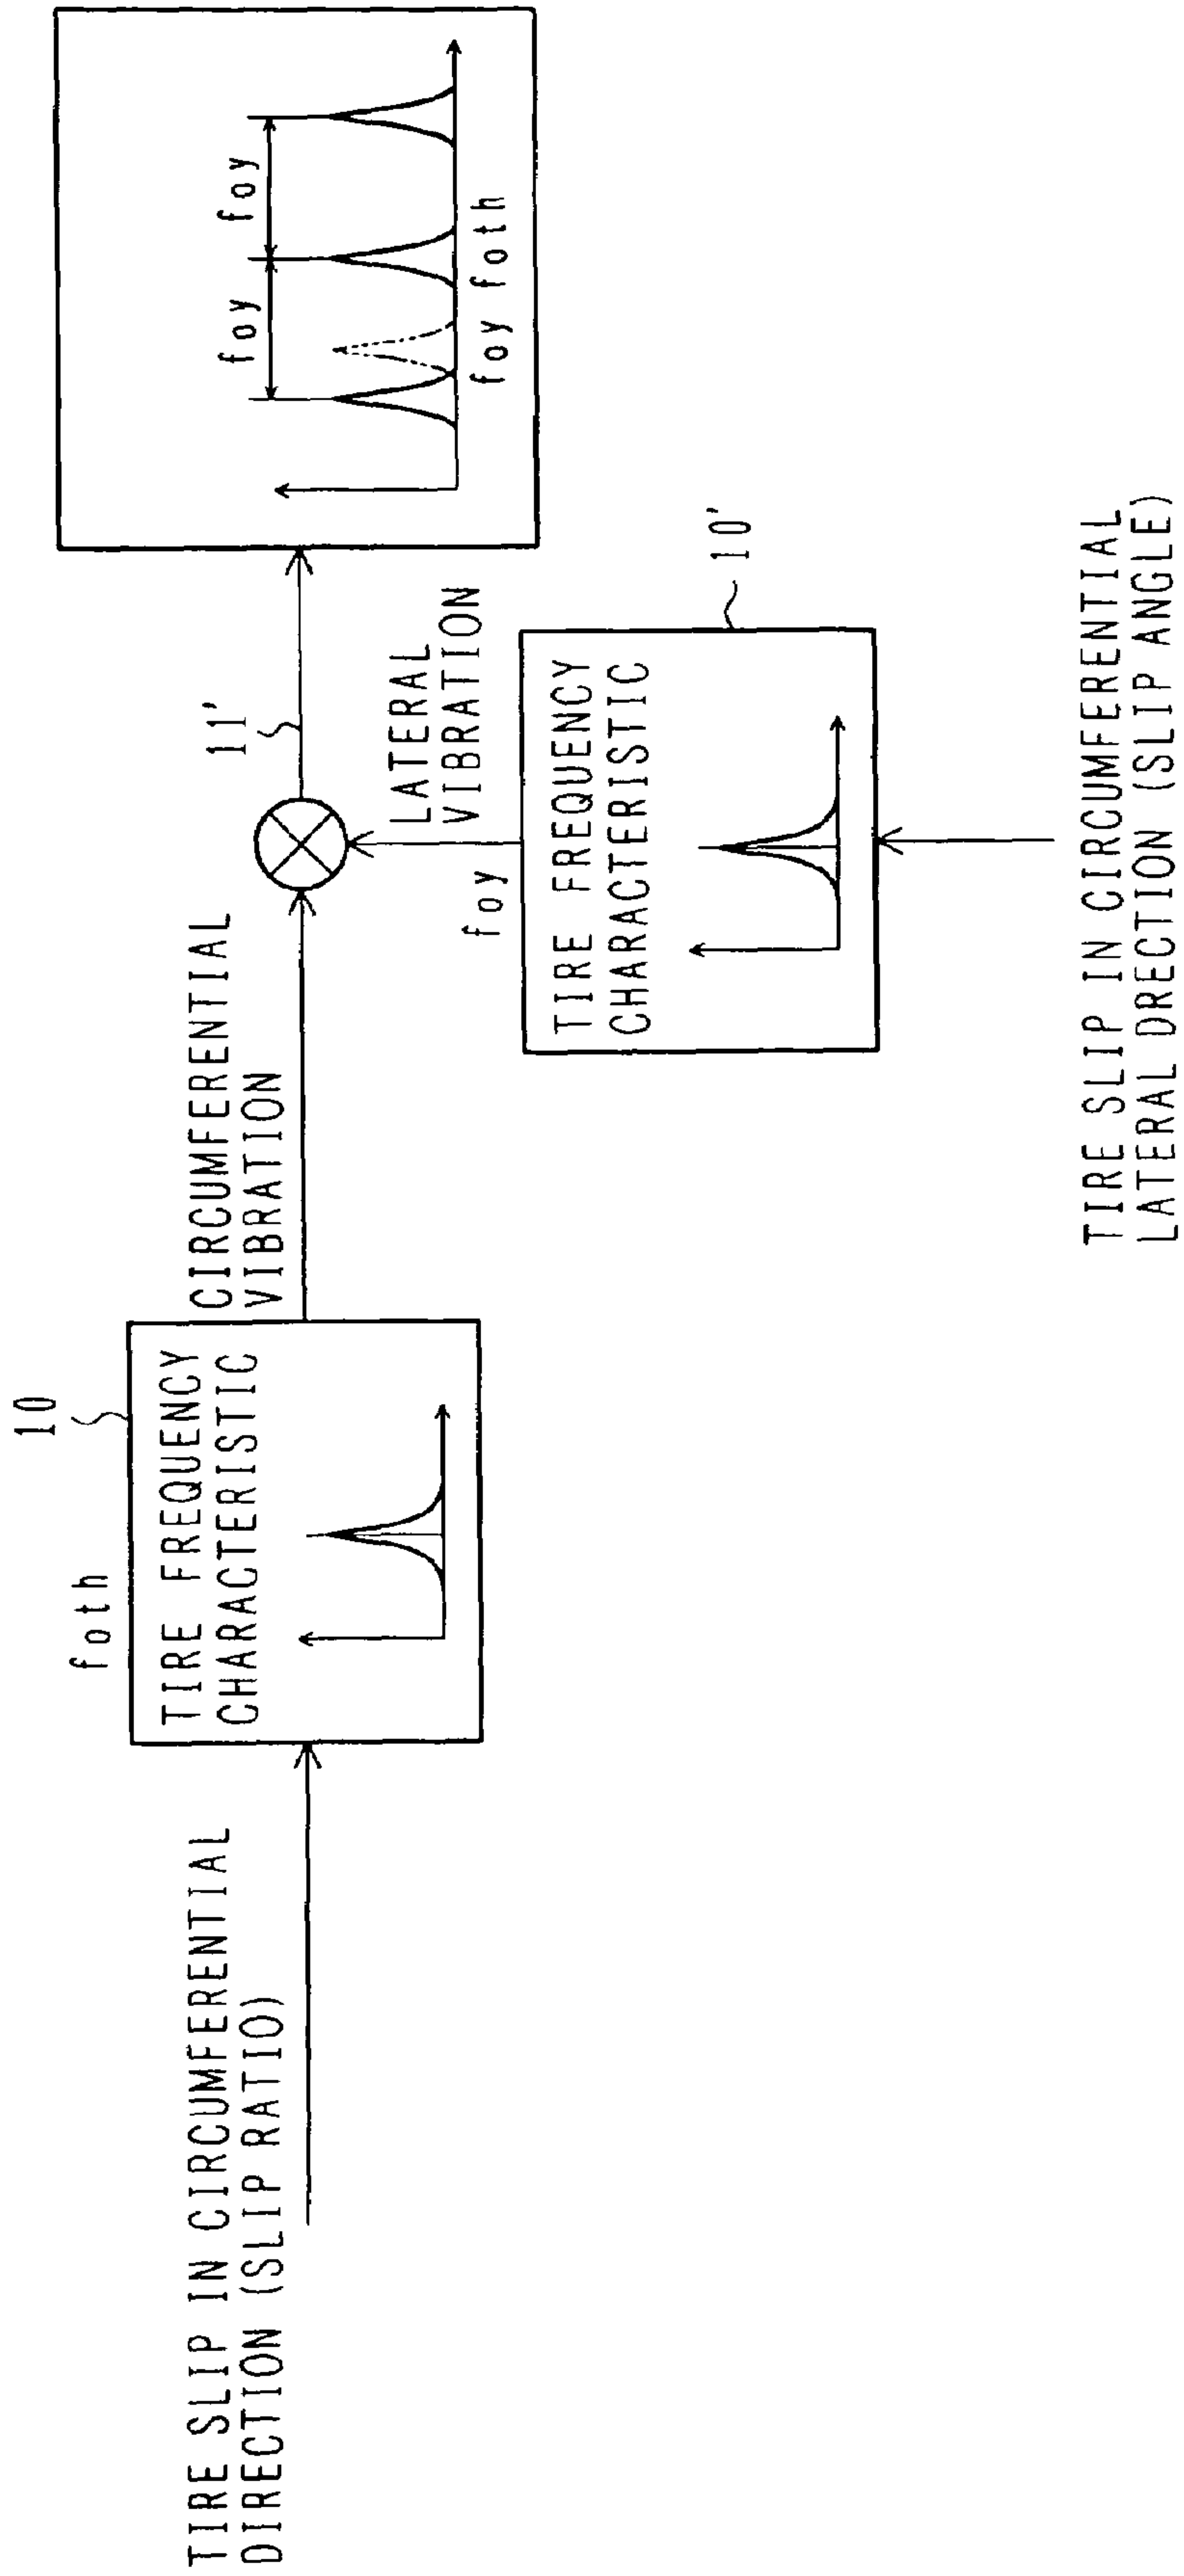 TIRE SLIP IN CIRCUMFERENTIAL
DIRECTION (SLIP RATIO)
foth
10
TIRE FREQUENCY
CHARACTERISTIC
CIRCUMFERENTIAL
VIBRATION
11'
foy
foy
foy foth
LATERAL
VIBRATION
foy
10'
TIRE FREQUENCY
CHARACTERISTIC
TIRE SLIP IN CIRCUMFERENTIAL
LATERAL DRECTION (SLIP ANGLE)